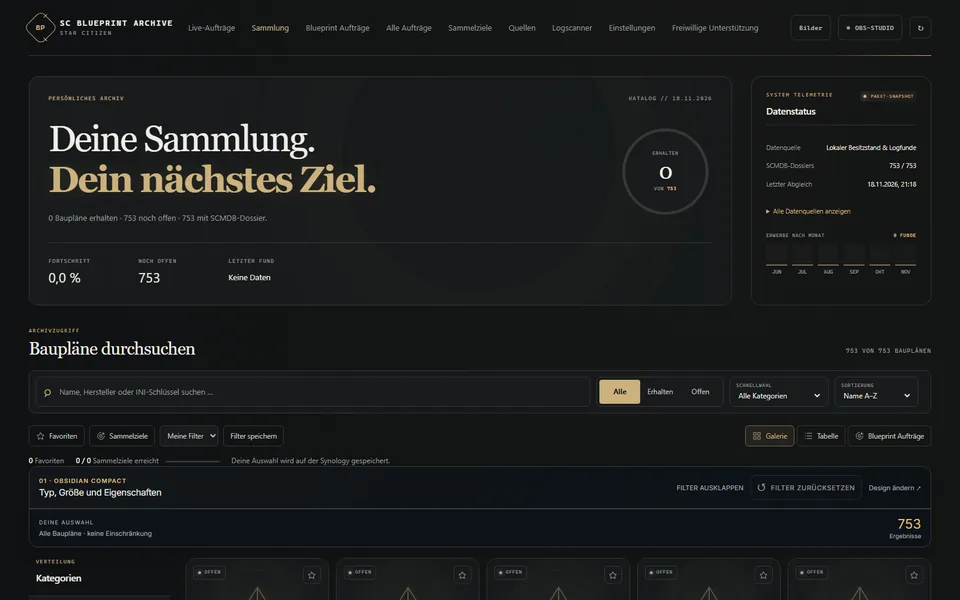 BP
SC BLUEPRINT ARCHIVE
STAR CITIZEN
Live-Aufträge
Sammlung
Blueprint Aufträge
Alle Aufträge
Sammelziele
Quellen
Logscanner
Einstellungen
Freiwillige Unterstützung
Bilder
OBS-STUDIO
PERSÖNLICHES ARCHIV
KATALOG // 18.11.2026
Deine Sammlung.
Dein nächstes Ziel.
0 Baupläne erhalten · 753 noch offen · 753 mit SCMDB-Dossier.
ERHALTEN
0
VON 753
FORTSCHRITT
0,0 %
NOCH OFFEN
753
LETZTER FUND
Keine Daten
SYSTEM TELEMETRIE
PAKET-SNAPSHOT
Datenstatus
Datenquelle
Lokaler Besitzstand & Logfunde
SCMDB-Dossiers
753 / 753
Letzter Abgleich
18.11.2026, 21:18
Alle Datenquellen anzeigen
ERWERBE NACH MONAT
0 FUNDE
JUN
JUL
AUG
SEP
OKT
NOV
ARCHIVZUGRIFF
Baupläne durchsuchen
753 VON 753 BAUPLÄNEN
Name, Hersteller oder INI-Schlüssel suchen ...
Alle
Erhalten
Offen
SCHNELLWAHL
Alle Kategorien
SORTIERUNG
Name A–Z
Favoriten
Sammelziele
Meine Filter
Filter speichern
Galerie
Tabelle
Blueprint Aufträge
0 Favoriten
0 / 0 Sammelziele erreicht
Deine Auswahl wird auf der Synology gespeichert.
01 · OBSIDIAN COMPACT
Typ, Größe und Eigenschaften
FILTER AUSKLAPPEN
FILTER ZURÜCKSETZEN
Design ändern ↗
DEINE AUSWAHL
Alle Baupläne · keine Einschränkung
753
Ergebnisse
VERTEILUNG
Kategorien
OFFEN
OFFEN
OFFEN
OFFEN
OFFEN